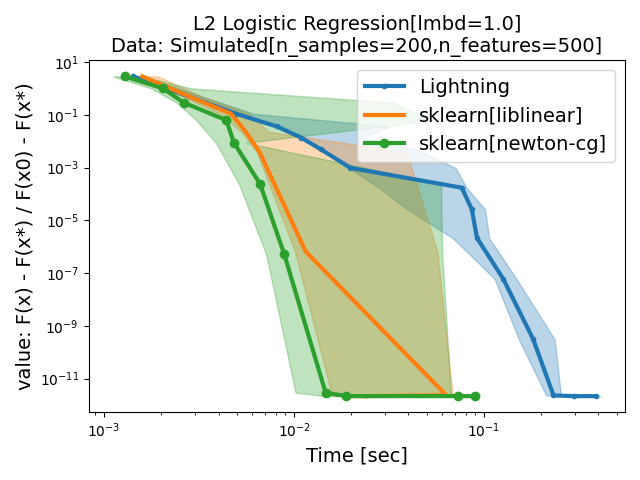 L2 Logistic Regression[lmbd=1.0]
Data: Simulated[n_samples=200,n_features=500]
value: F(x) - F(x*) / F(x0) - F(x*)
10¹
10⁻¹
10⁻³
10⁻⁵
10⁻⁷
10⁻⁹
10⁻¹¹
Lightning
sklearn[liblinear]
sklearn[newton-cg]
10⁻³
10⁻²
10⁻¹
Time [sec]